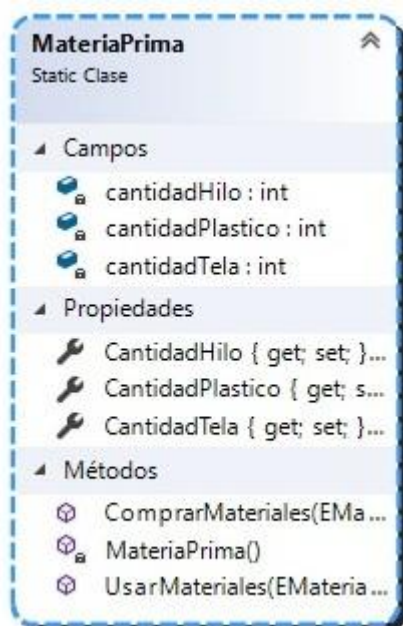 MateriaPrima
Static Clase
Campos
cantidadHilo : int
cantidadPlastico : int
cantidadTela : int
Propiedades
CantidadHilo { get; set; }...
CantidadPlastico { get; s...
CantidadTela { get; set; }...
Métodos
ComprarMateriales(EMa...
MateriaPrima()
UsarMateriales(EMateria...